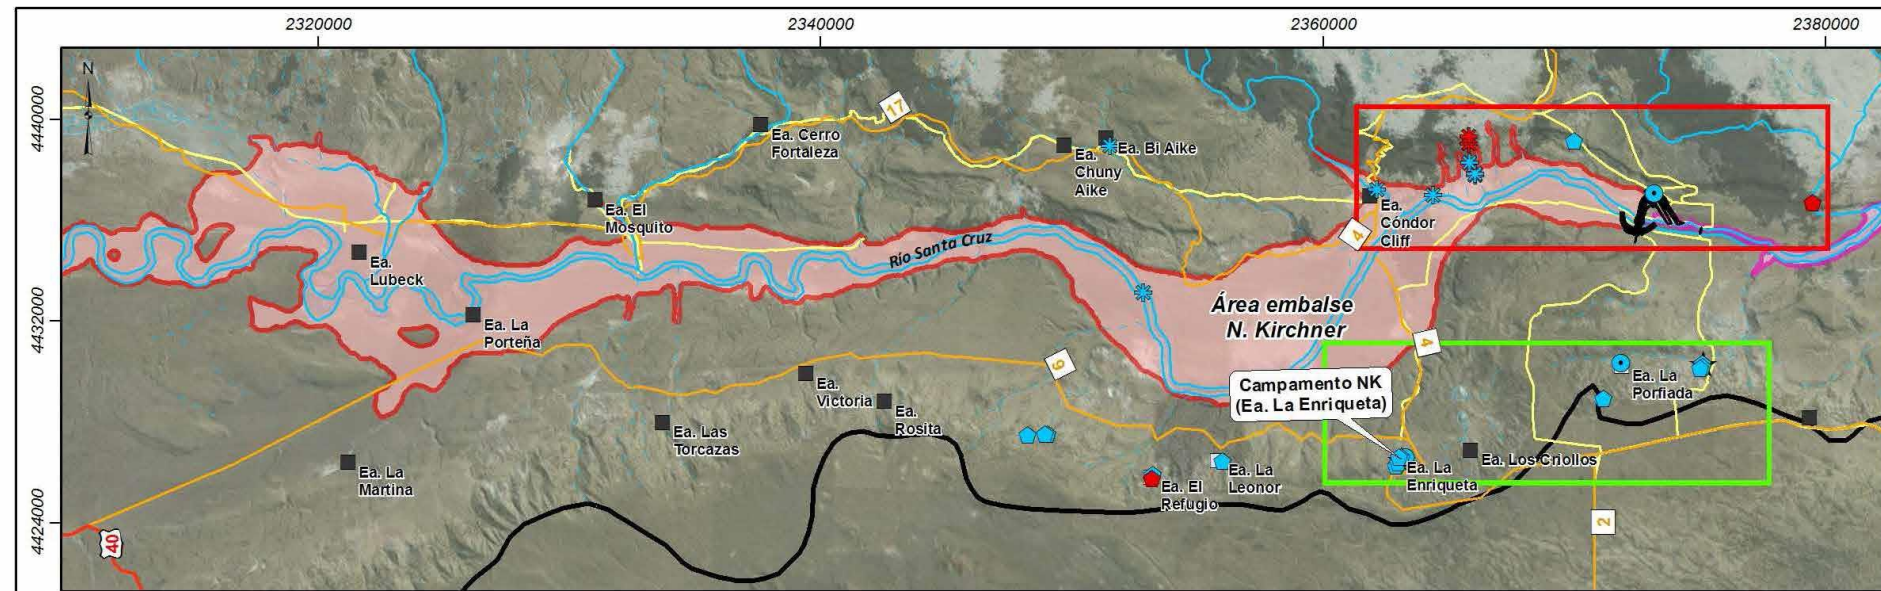 2320000
2340000
2360000
2380000
4440000
4432000
4424000
N
17
Ea. Cerro
Fortaleza
Ea. Bi Aike
Ea.
Chuny
Aike
Ea. El
Mosquito
Ea.
Cóndor
Cliff
4
Río Santa Cruz
Ea.
Lubeck
Área embalse
N. Kirchner
Ea. La
Porteña
4
9
Campamento NK
(Ea. La Enriqueta)
Ea. La
Porfiada
Ea.
Victoria
Ea.
Rosita
Ea. Las
Torcazas
Ea. La
Martina
Ea. El
Refugio
Ea. La
Leonor
Ea. La
Enriqueta
Ea. Los Criollos
2
40